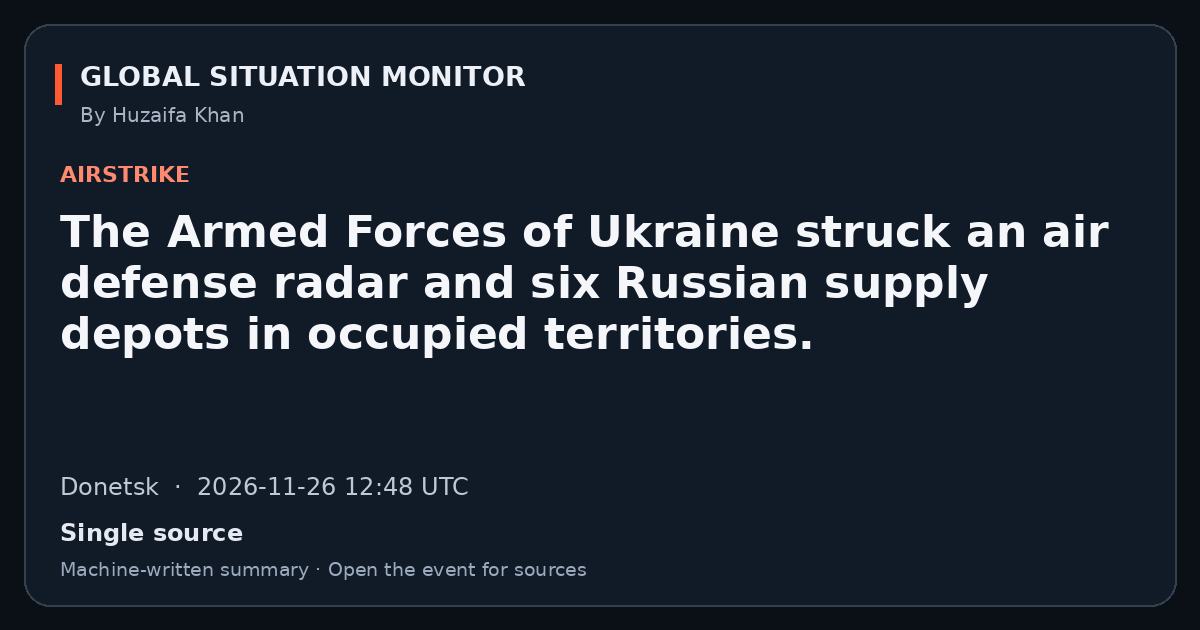 GLOBAL SITUATION MONITOR
By Huzaifa Khan
AIRSTRIKE
The Armed Forces of Ukraine struck an air
defense radar and six Russian supply
depots in occupied territories.
Donetsk · 2026-11-26 12:48 UTC
Single source
Machine-written summary · Open the event for sources